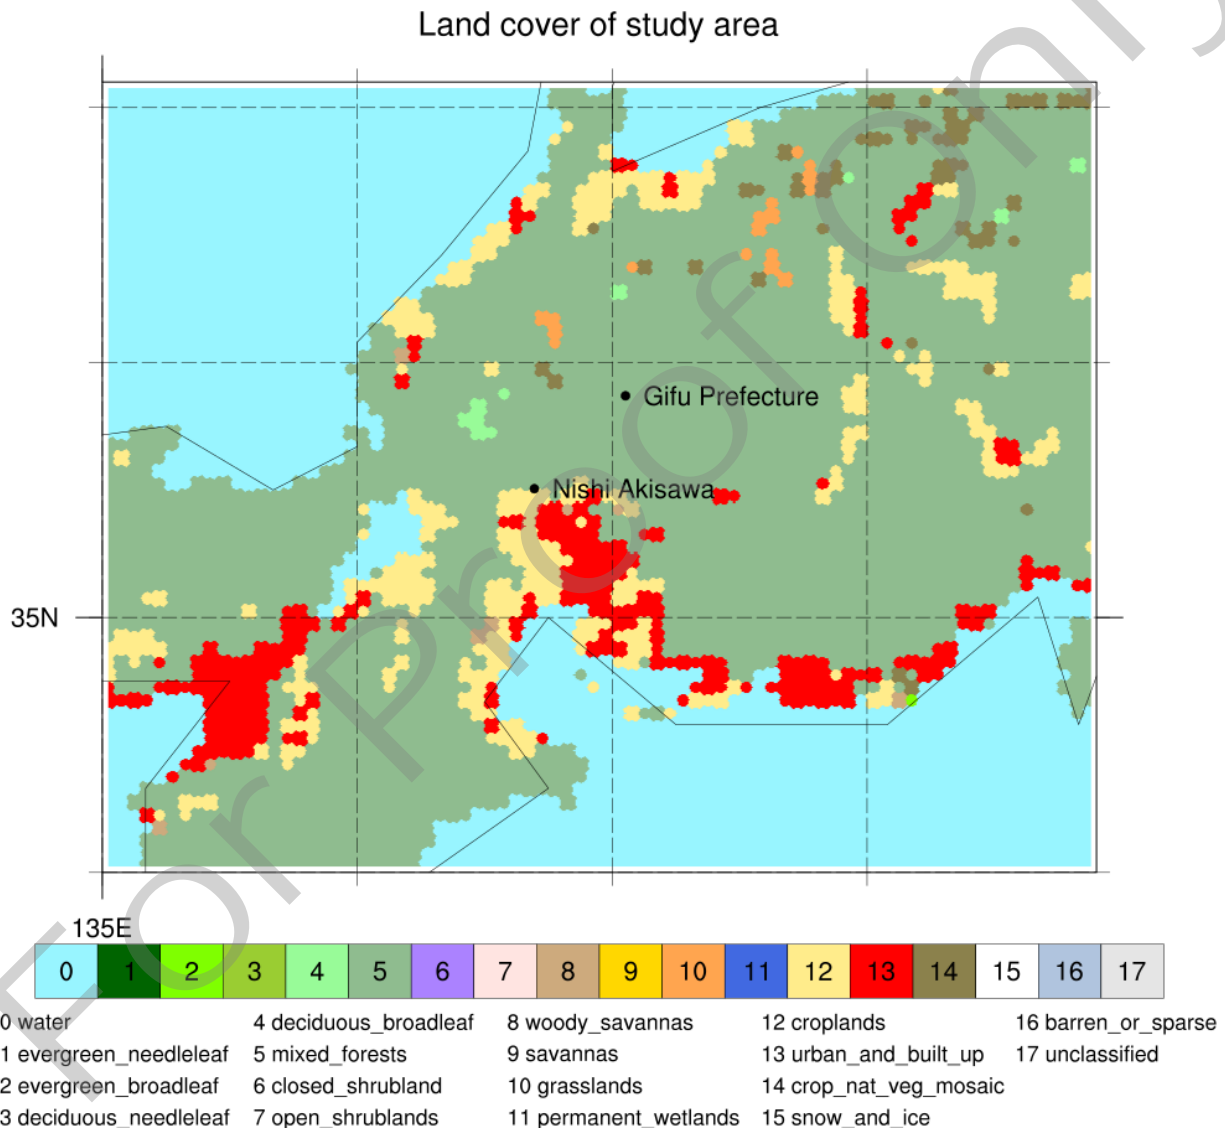 Land cover of study area
Gifu Prefecture
Nishi Akisawa
35N
135E
0 1 2 3 4 5 6 7 8 9 10 11 12 13 14 15 16 17
0 water 4 deciduous_broadleaf 8 woody_savannas 12 croplands 16 barren_or_sparse
1 evergreen_needleleaf 5 mixed_forests 9 savannas 13 urban_and_built_up 17 unclassified
2 evergreen_broadleaf 6 closed_shrubland 10 grasslands 14 crop_nat_veg_mosaic
3 deciduous_needleleaf 7 open_shrublands 11 permanent_wetlands 15 snow_and_ice
For Proof Only